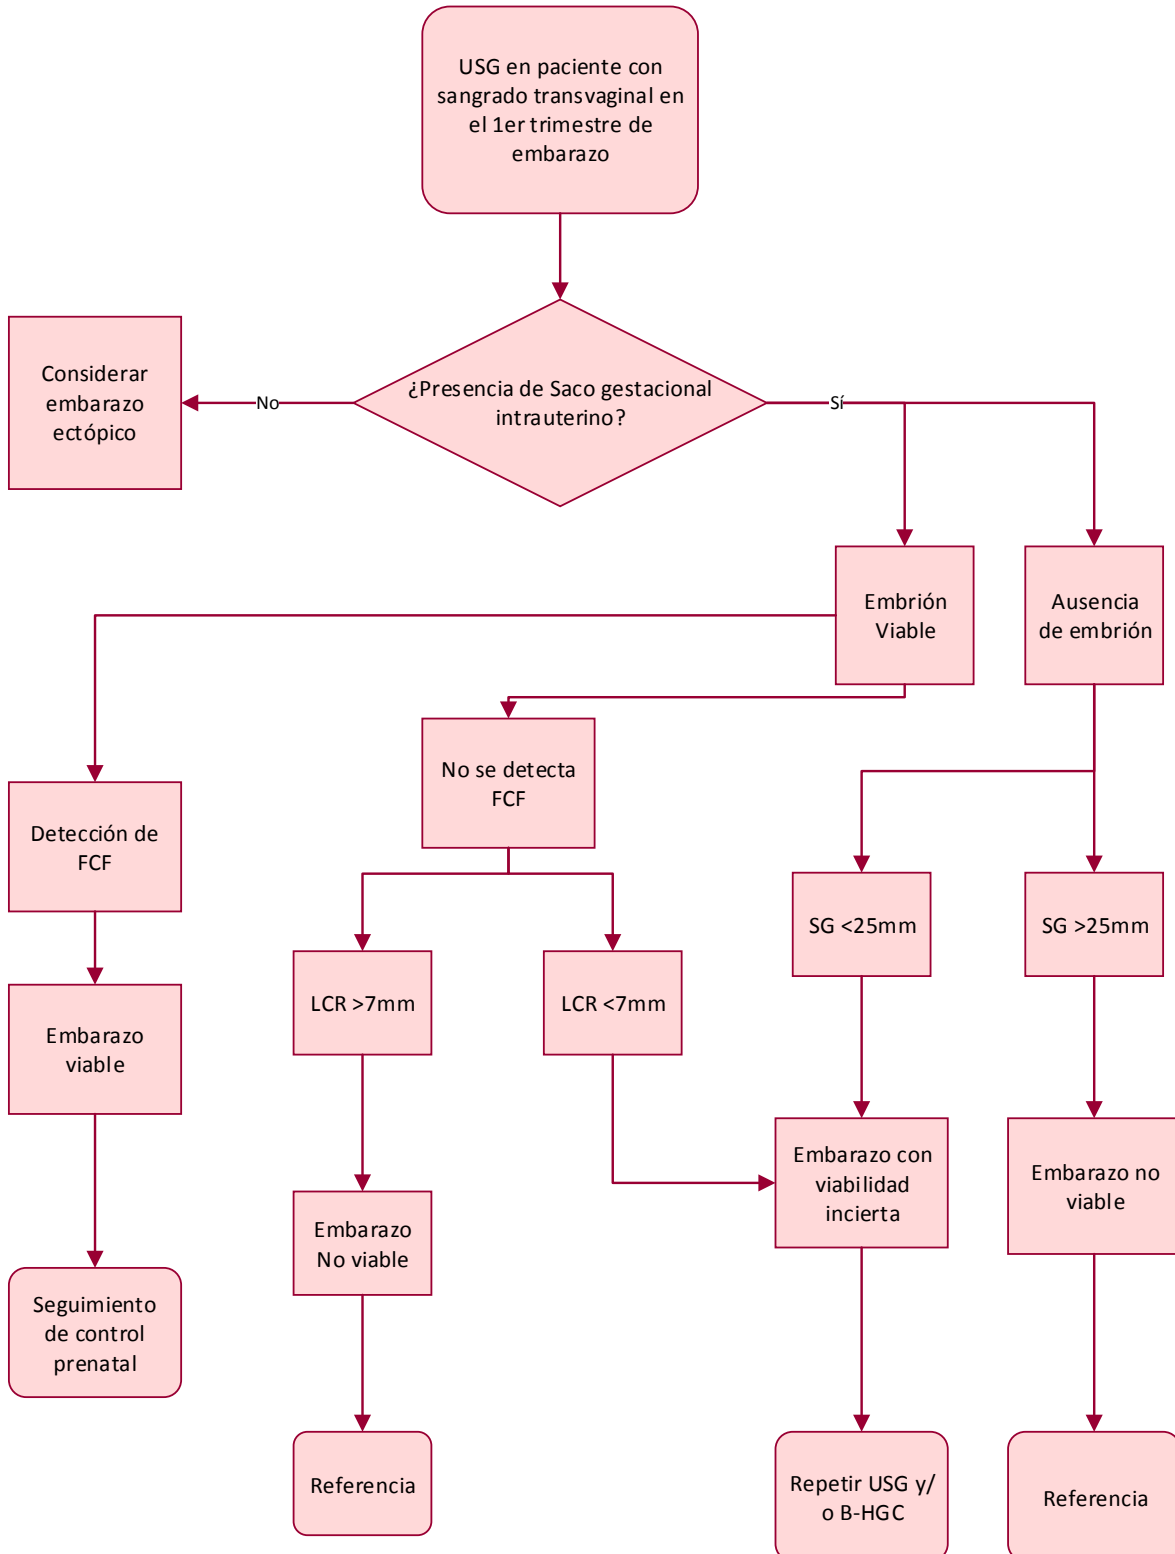 USG en paciente con
sangrado transvaginal en
el 1er trimestre de
embarazo
¿Presencia de Saco gestacional
intrauterino?
No
Sí
Considerar
embarazo
ectópico
Embrión
Viable
Ausencia
de embrión
No se detecta
FCF
Detección de
FCF
SG <25mm
SG >25mm
LCR >7mm
LCR <7mm
Embarazo
viable
Embarazo con
viabilidad
incierta
Embarazo no
viable
Embarazo
No viable
Seguimiento
de control
prenatal
Referencia
Repetir USG y/
o B-HGC
Referencia